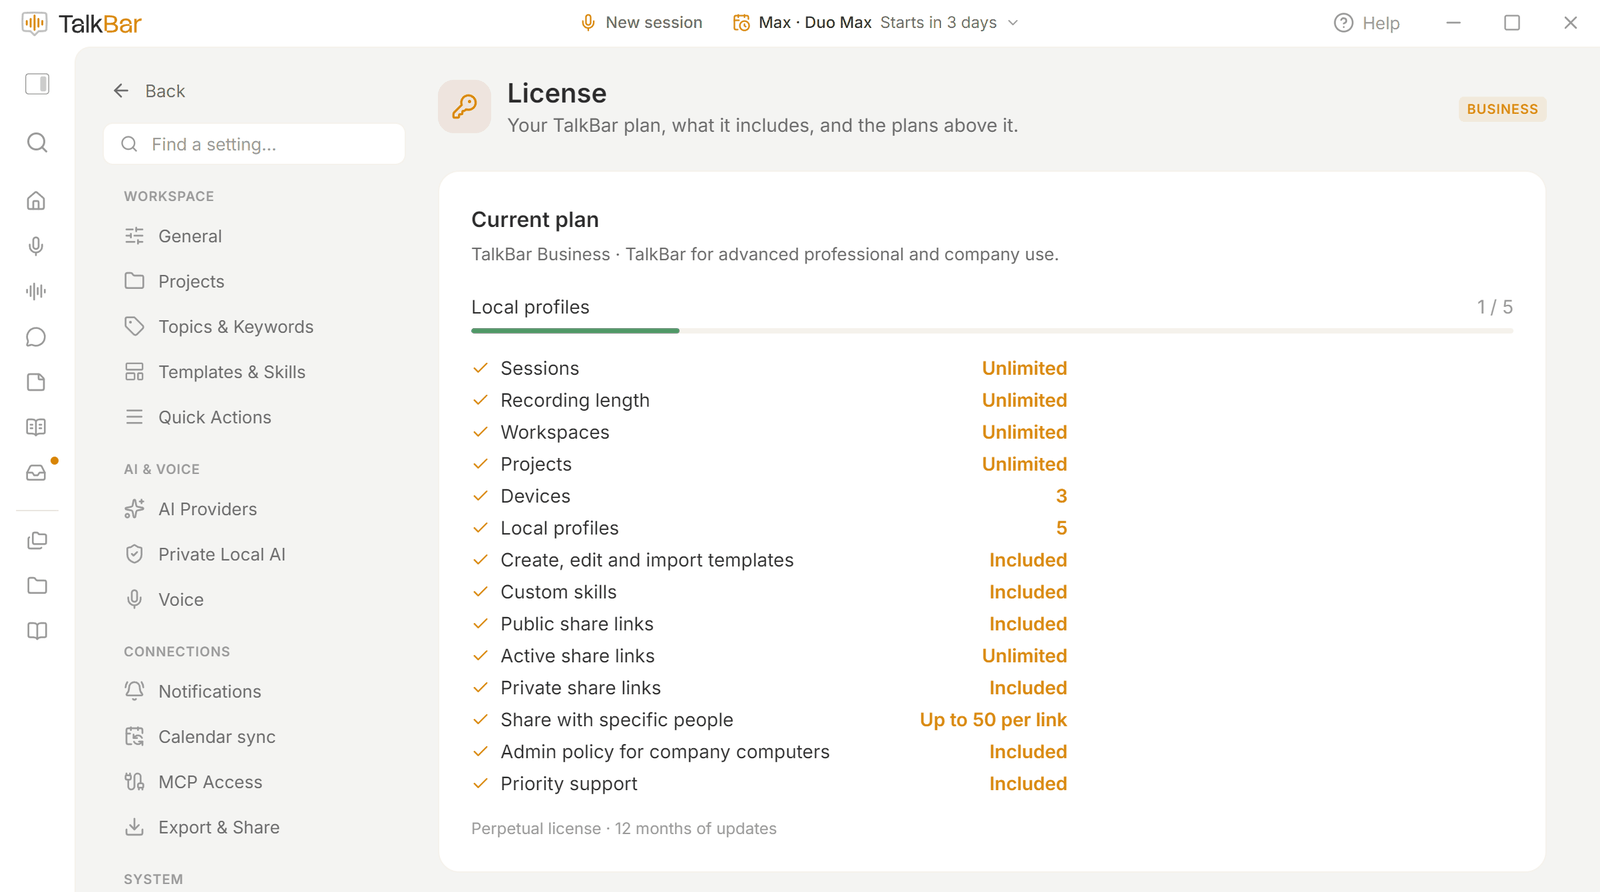 TalkBar
New session
Max · Duo Max Starts in 3 days
Help
Back
Find a setting...
WORKSPACE
General
Projects
Topics & Keywords
Templates & Skills
Quick Actions
AI & VOICE
AI Providers
Private Local AI
Voice
CONNECTIONS
Notifications
Calendar sync
MCP Access
Export & Share
SYSTEM
License
Your TalkBar plan, what it includes, and the plans above it.
BUSINESS
Current plan
TalkBar Business · TalkBar for advanced professional and company use.
Local profiles 1 / 5
Sessions Unlimited
Recording length Unlimited
Workspaces Unlimited
Projects Unlimited
Devices 3
Local profiles 5
Create, edit and import templates Included
Custom skills Included
Public share links Included
Active share links Unlimited
Private share links Included
Share with specific people Up to 50 per link
Admin policy for company computers Included
Priority support Included
Perpetual license · 12 months of updates